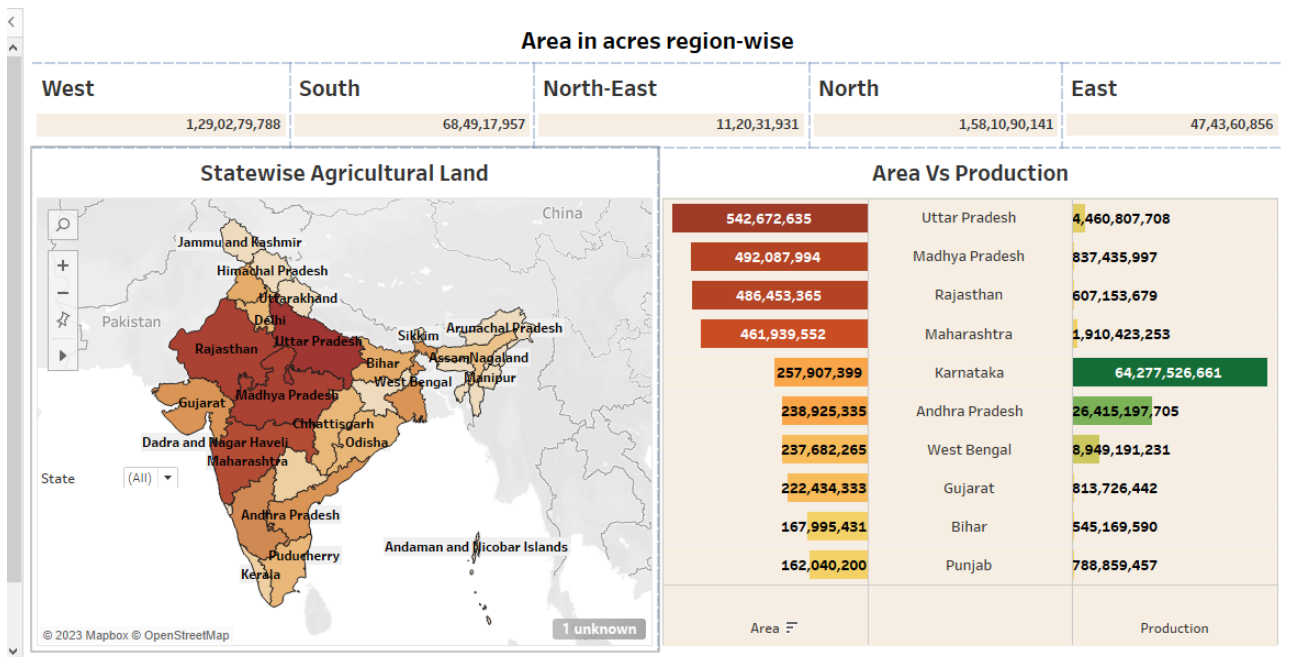 Area in acres region-wise
West South North-East North East
1,29,02,79,788 68,49,17,957 11,20,31,931 1,58,10,90,141 47,43,60,856
Statewise Agricultural Land
China
Jammu and Kashmir
Himachal Pradesh
Uttarakhand
Pakistan
Delhi
Sikkim
Arunachal Pradesh
Uttar Pradesh
Rajasthan
Bihar
Assam
Nagaland
West Bengal
Manipur
Gujarat
Madhya Pradesh
Chhattisgarh
Dadra and Nagar Haveli
Odisha
Maharashtra
State
(All)
Andhra Pradesh
Andaman and Nicobar Islands
Puducherry
Kerala
© 2023 Mapbox © OpenStreetMap
1 unknown
Area Vs Production
542,672,635 Uttar Pradesh 4,460,807,708
492,087,994 Madhya Pradesh 837,435,997
486,453,365 Rajasthan 607,153,679
461,939,552 Maharashtra 1,910,423,253
257,907,399 Karnataka 64,277,526,661
238,925,335 Andhra Pradesh 26,415,197,705
237,682,265 West Bengal 8,949,191,231
222,434,333 Gujarat 813,726,442
167,995,431 Bihar 545,169,590
162,040,200 Punjab 788,859,457
Area Production